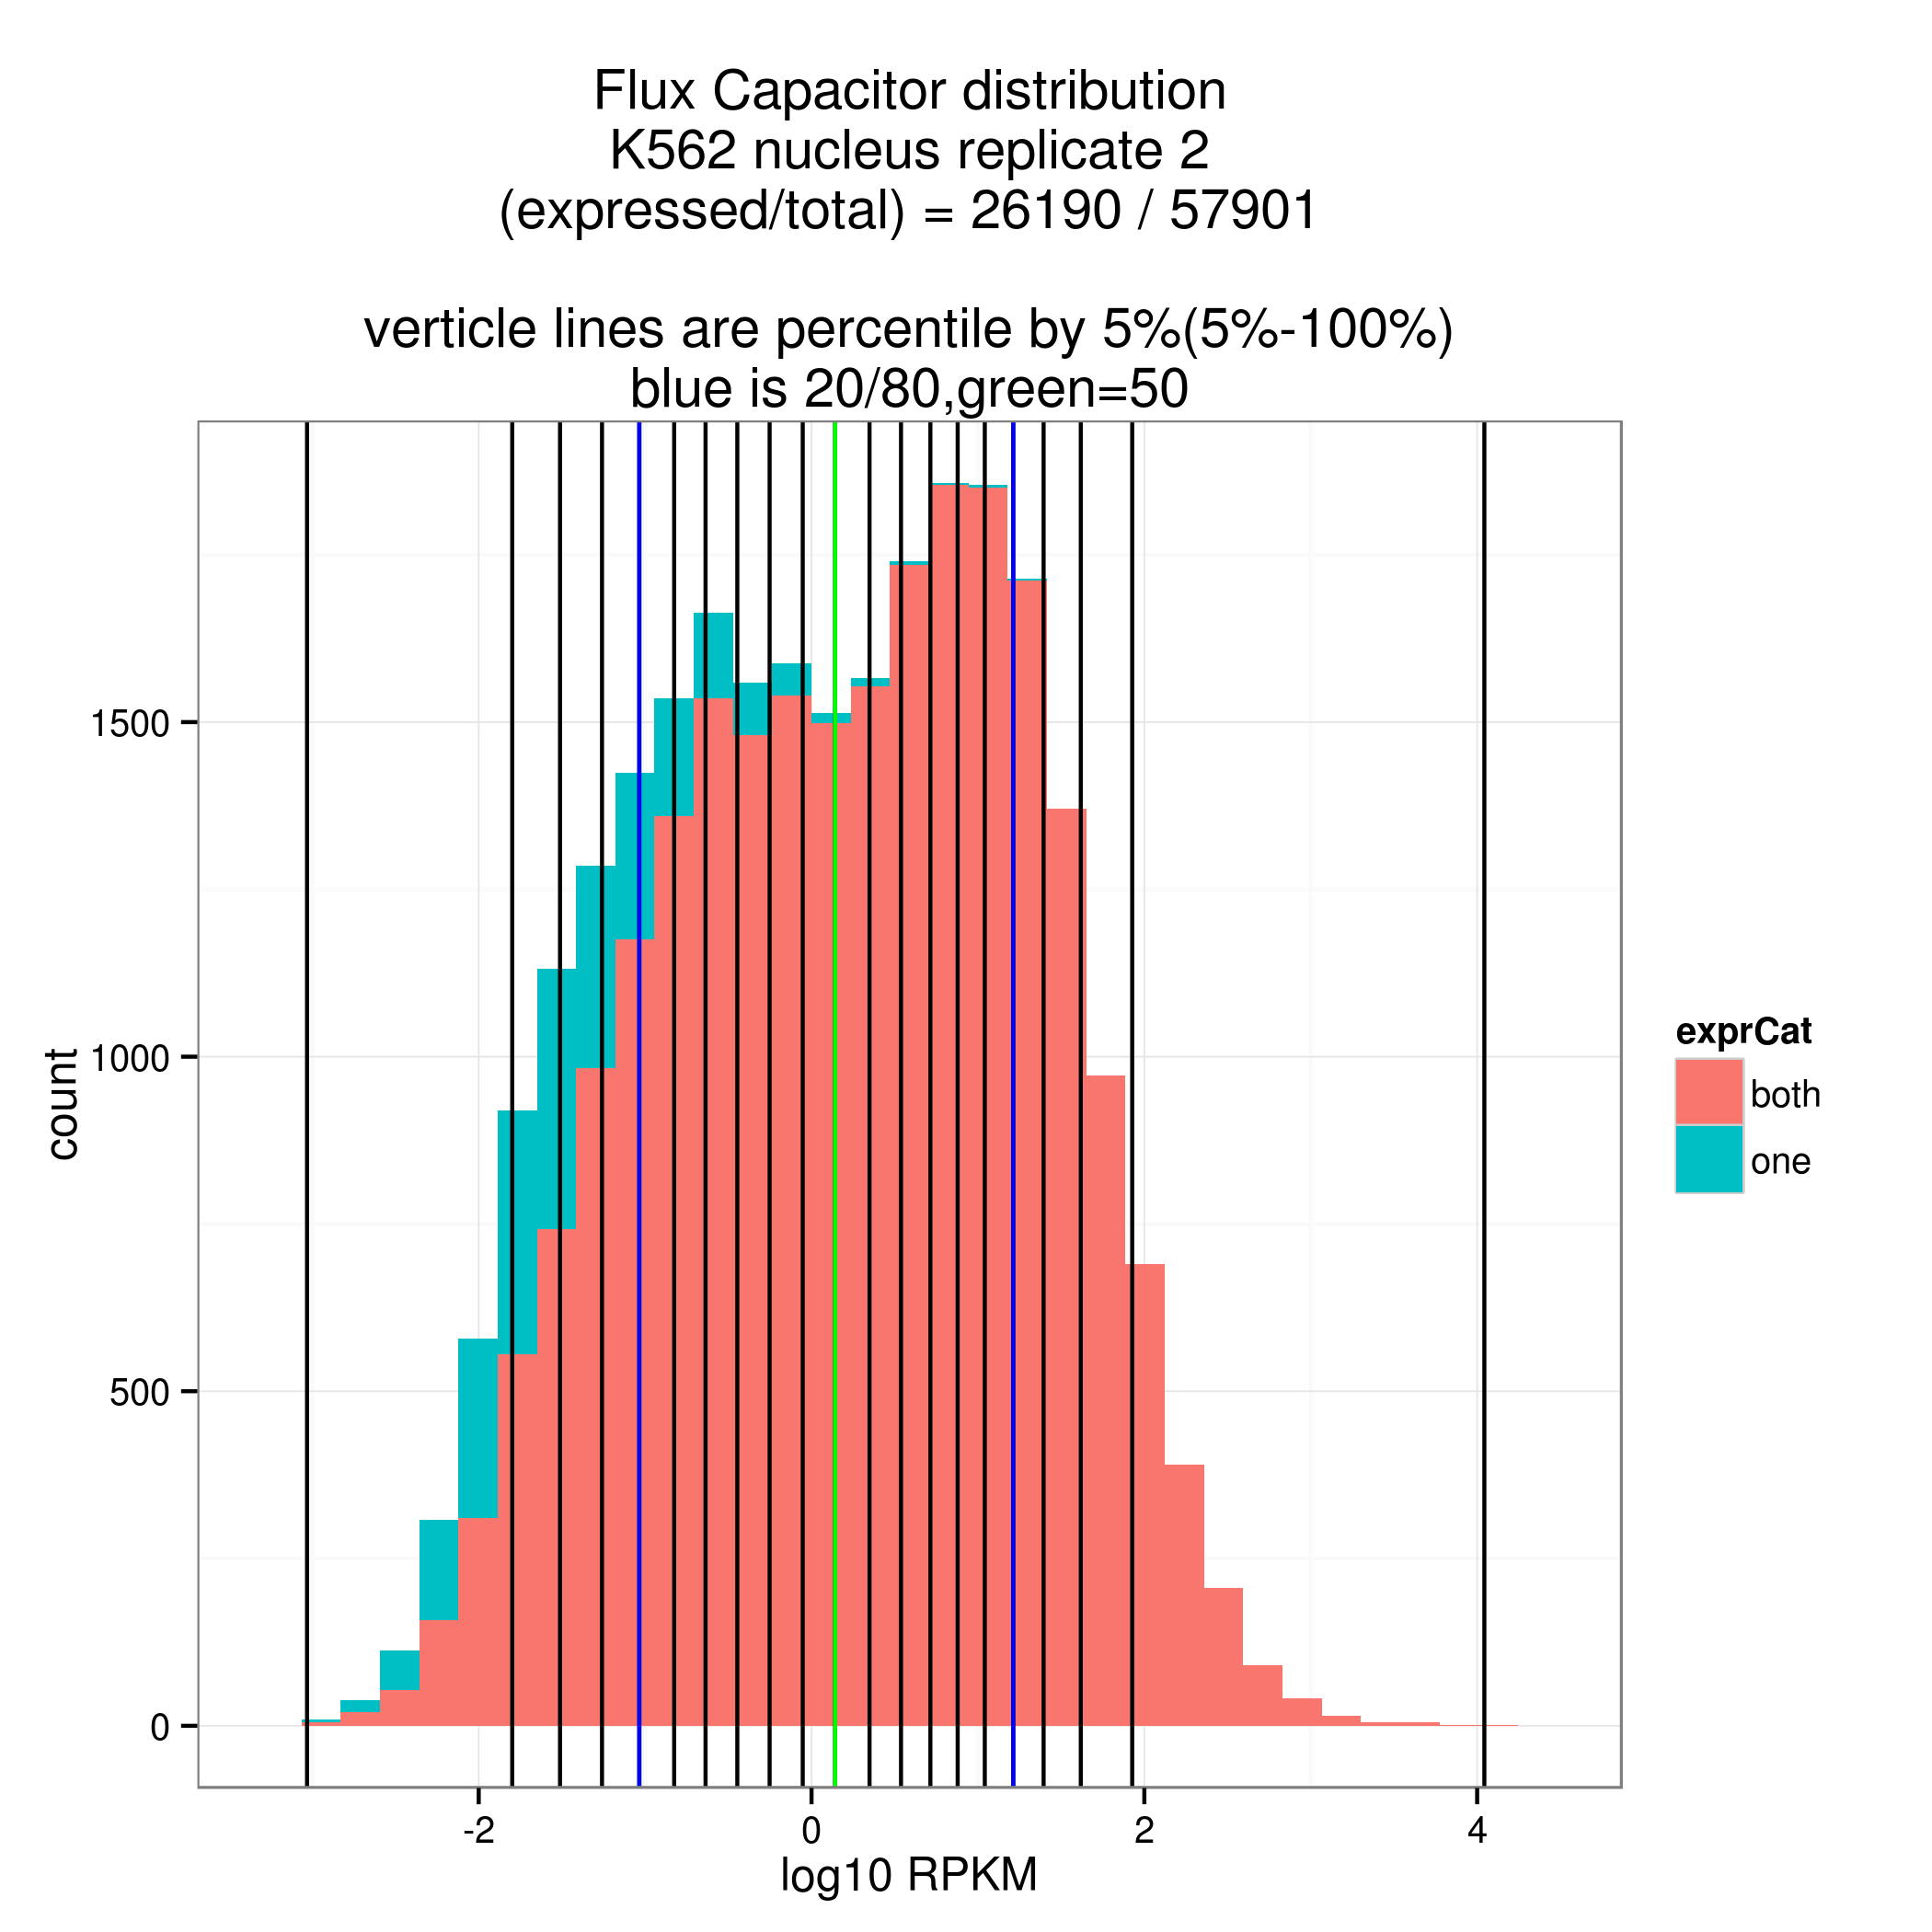 Flux Capacitor distribution
K562 nucleus replicate 2
(expressed/total) = 26190 / 57901
verticle lines are percentile by 5%(5%-100%)
blue is 20/80,green=50
1500
1000
500
0
count
-2
0
2
4
log10 RPKM
exprCat
both
one